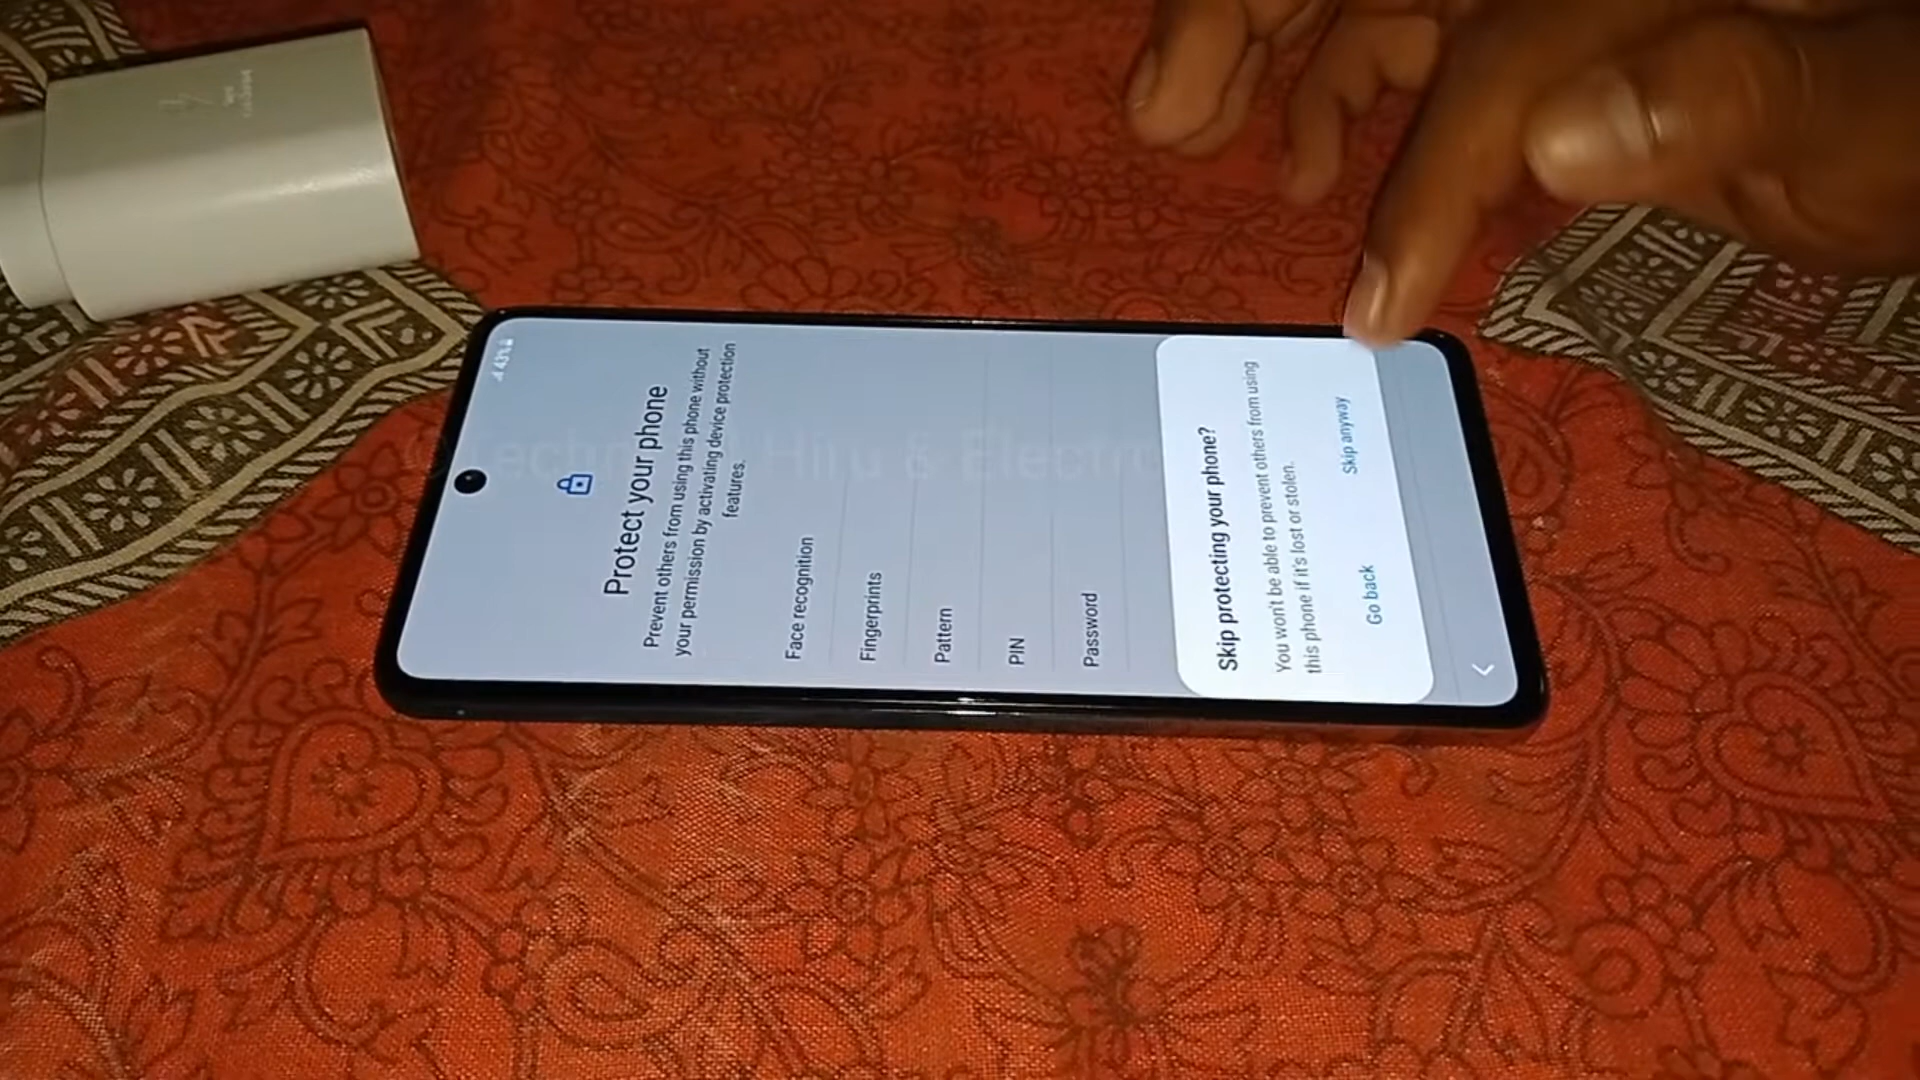 43%
Protect your phone
Prevent others from using this phone without
your permission by activating device protection
features.
Face recognition
Fingerprints
Pattern
PIN
Password
Skip protecting your phone?
You won't be able to prevent others from using
this phone if it's lost or stolen.
Go back
Skip anyway